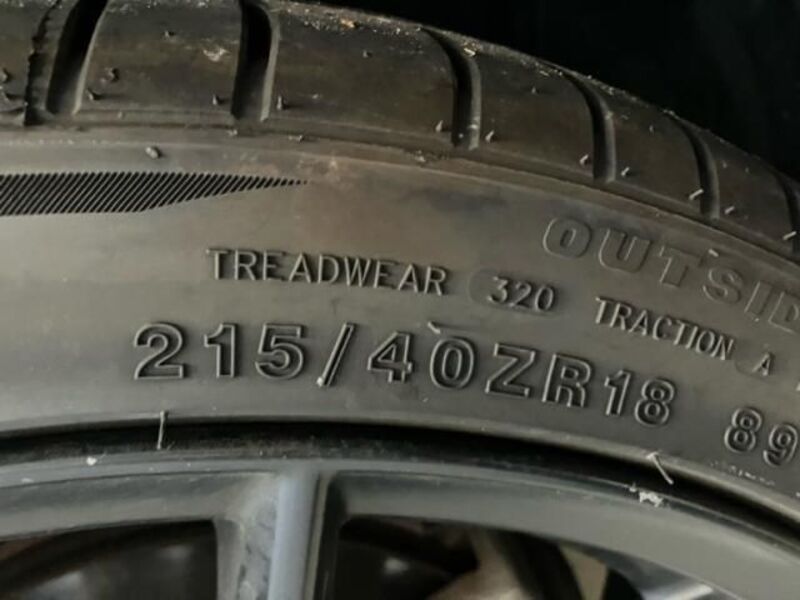 OUTSID
TREADWEAR 320 TRACTION A
215/40ZR18 89